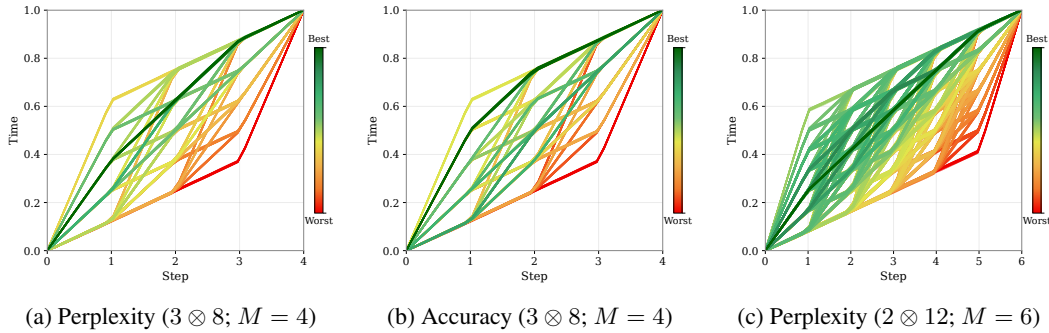 1.0
0.8
0.6
0.4
0.2
0.0
Time
0 1 2 3 4
Step
Best
Worst
(a) Perplexity (3 ⊗ 8; M = 4)
1.0
0.8
0.6
0.4
0.2
0.0
Time
0 1 2 3 4
Step
Best
Worst
(b) Accuracy (3 ⊗ 8; M = 4)
1.0
0.8
0.6
0.4
0.2
0.0
Time
0 1 2 3 4 5 6
Step
Best
Worst
(c) Perplexity (2 ⊗ 12; M = 6)